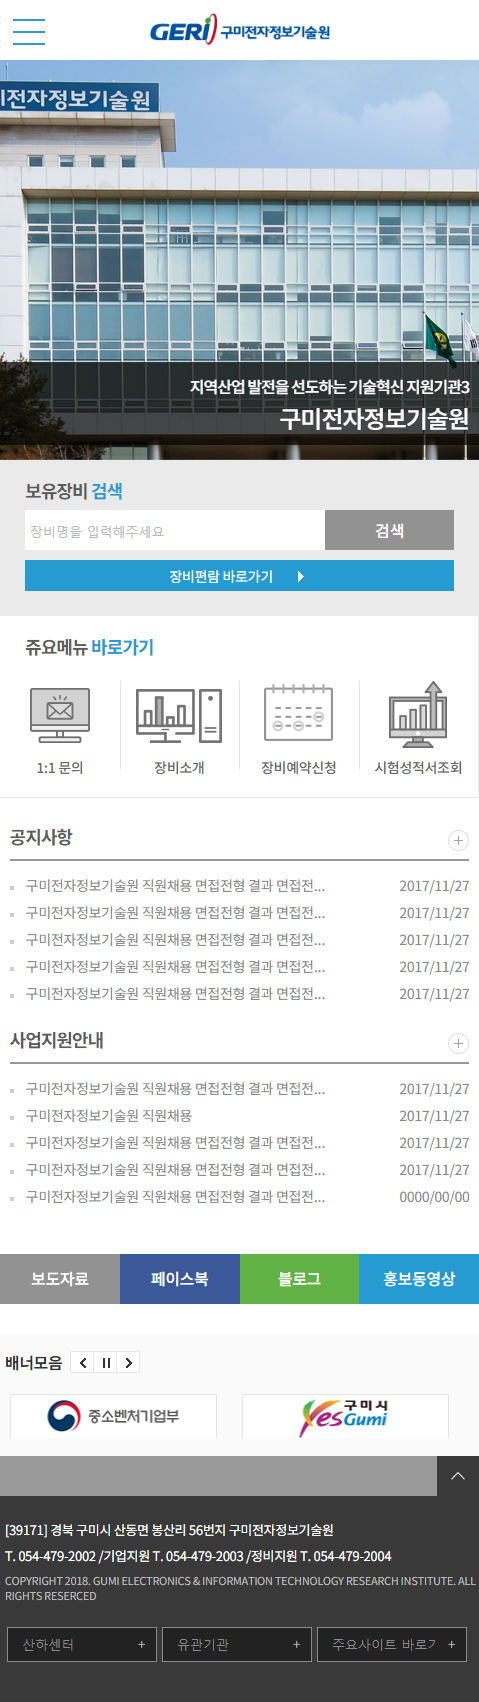 GERI 구미전자정보기술원
전자정보기술원
지역산업 발전을 선도하는 기술혁신 지원기관3
구미전자정보기술원
보유장비 검색
장비명을 입력해주세요 검색
장비편람 바로가기
쥬요메뉴 바로가기
1:1 문의 장비소개 장비예약신청 시험성적서조회
공지사항
구미전자정보기술원 직원채용 면접전형 결과 면접전... 2017/11/27
구미전자정보기술원 직원채용 면접전형 결과 면접전... 2017/11/27
구미전자정보기술원 직원채용 면접전형 결과 면접전... 2017/11/27
구미전자정보기술원 직원채용 면접전형 결과 면접전... 2017/11/27
구미전자정보기술원 직원채용 면접전형 결과 면접전... 2017/11/27
사업지원안내
구미전자정보기술원 직원채용 면접전형 결과 면접전... 2017/11/27
구미전자정보기술원 직원채용 2017/11/27
구미전자정보기술원 직원채용 면접전형 결과 면접전... 2017/11/27
구미전자정보기술원 직원채용 면접전형 결과 면접전... 2017/11/27
구미전자정보기술원 직원채용 면접전형 결과 면접전... 0000/00/00
보도자료 페이스북 블로그 홍보동영상
배너모음
중소벤처기업부 구미시 Yes Gumi
[39171] 경북 구미시 산동면 봉산리 56번지 구미전자정보기술원
T. 054-479-2002 /기업지원 T. 054-479-2003 /정비지원 T. 054-479-2004
COPYRIGHT 2018. GUMI ELECTRONICS & INFORMATION TECHNOLOGY RESEARCH INSTITUTE. ALL
RIGHTS RESERCED
산하센터 + 유관기관 + 주요사이트 바로가 +